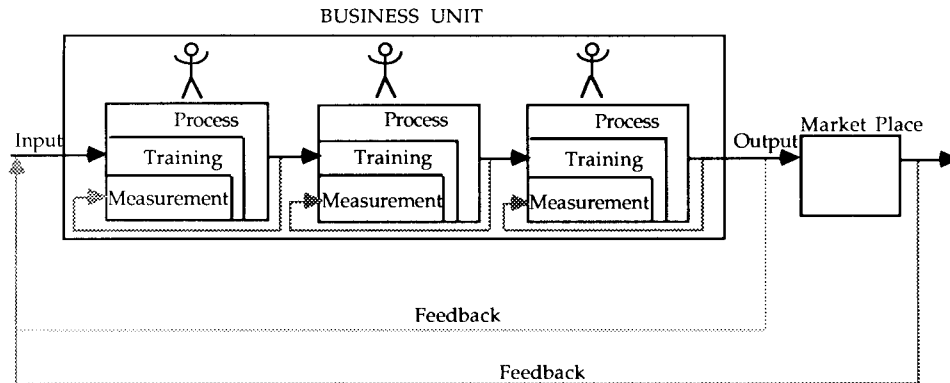 BUSINESS UNIT
Process
Process
Process
Input
Training
Training
Training
Output
Market Place
Measurement
Measurement
Measurement
Feedback
Feedback